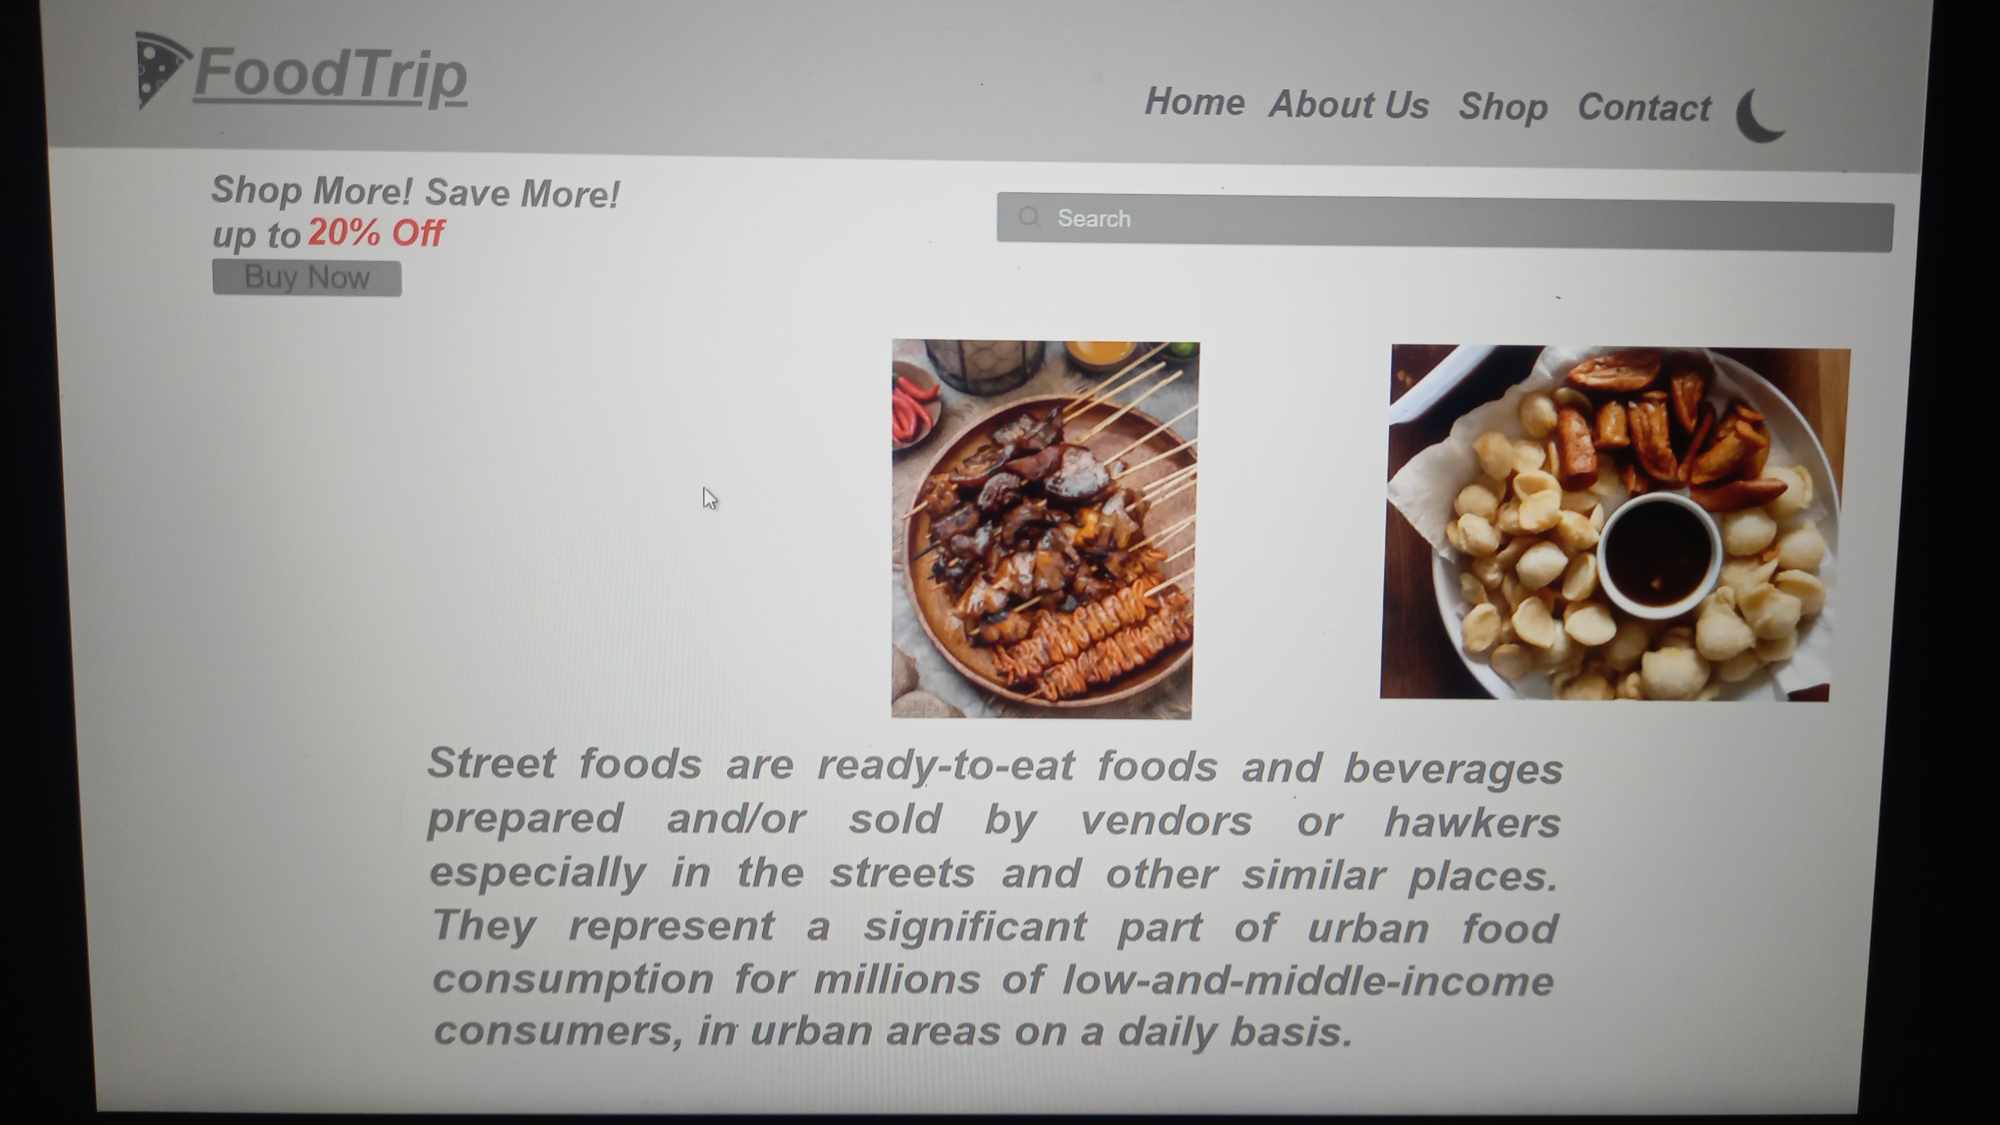 FoodTrip
Home About Us Shop Contact
Shop More! Save More!
up to 20% Off
Buy Now
Search
Street foods are ready-to-eat foods and beverages
prepared and/or sold by vendors or hawkers
especially in the streets and other similar places.
They represent a significant part of urban food
consumption for millions of low-and-middle-income
consumers, in urban areas on a daily basis.